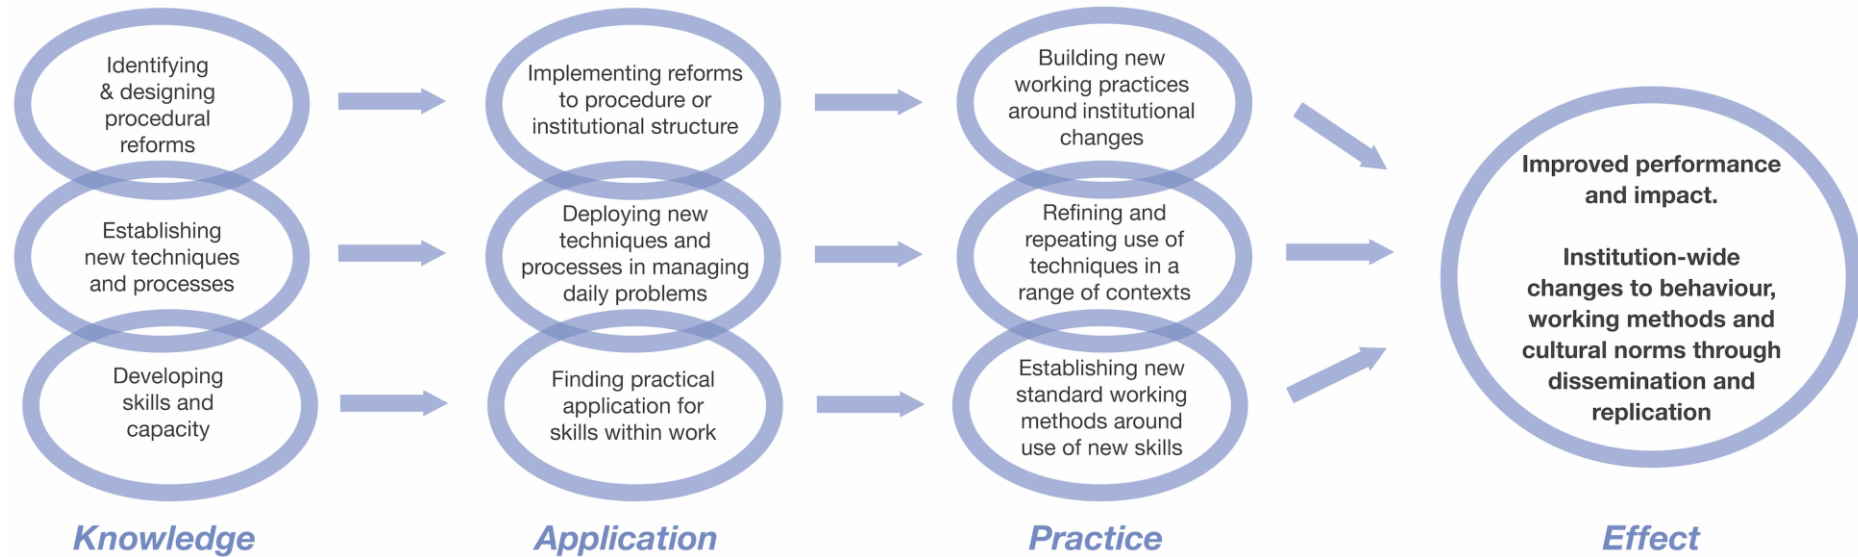 Identifying
& designing
procedural
reforms
Establishing
new techniques
and processes
Developing
skills and
capacity
Knowledge
Implementing reforms
to procedure or
institutional structure
Deploying new
techniques and
processes in managing
daily problems
Finding practical
application for
skills within work
Application
Building new
working practices
around institutional
changes
Refining and
repeating use of
techniques in a
range of contexts
Establishing new
standard working
methods around
use of new skills
Practice
Improved performance
and impact.
Institution-wide
changes to behaviour,
working methods and
cultural norms through
dissemination and
replication
Effect